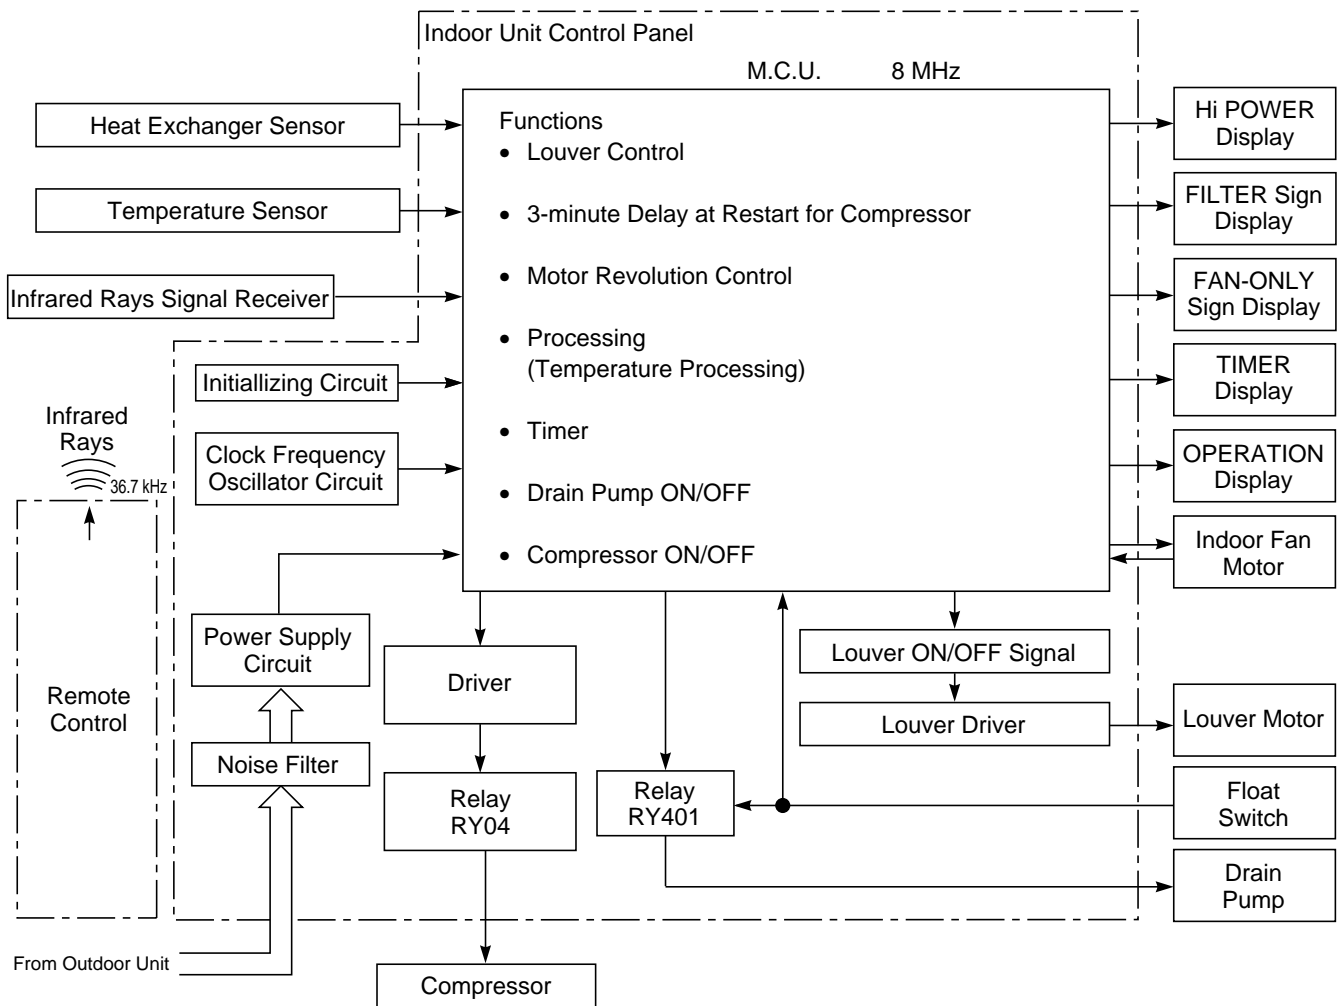 Indoor Unit Control Panel
M.C.U. 8 MHz
Heat Exchanger Sensor
Temperature Sensor
Infrared Rays Signal Receiver
Initiallizing Circuit
Clock Frequency
Oscillator Circuit
Infrared
Rays
36.7 kHz
Remote
Control
Power Supply
Circuit
Noise Filter
From Outdoor Unit
Functions
• Louver Control
• 3-minute Delay at Restart for Compressor
• Motor Revolution Control
• Processing
(Temperature Processing)
• Timer
• Drain Pump ON/OFF
• Compressor ON/OFF
Driver
Relay
RY04
Compressor
Relay
RY401
Louver ON/OFF Signal
Louver Driver
Hi POWER
Display
FILTER Sign
Display
FAN-ONLY
Sign Display
TIMER
Display
OPERATION
Display
Indoor Fan
Motor
Louver Motor
Float
Switch
Drain
Pump